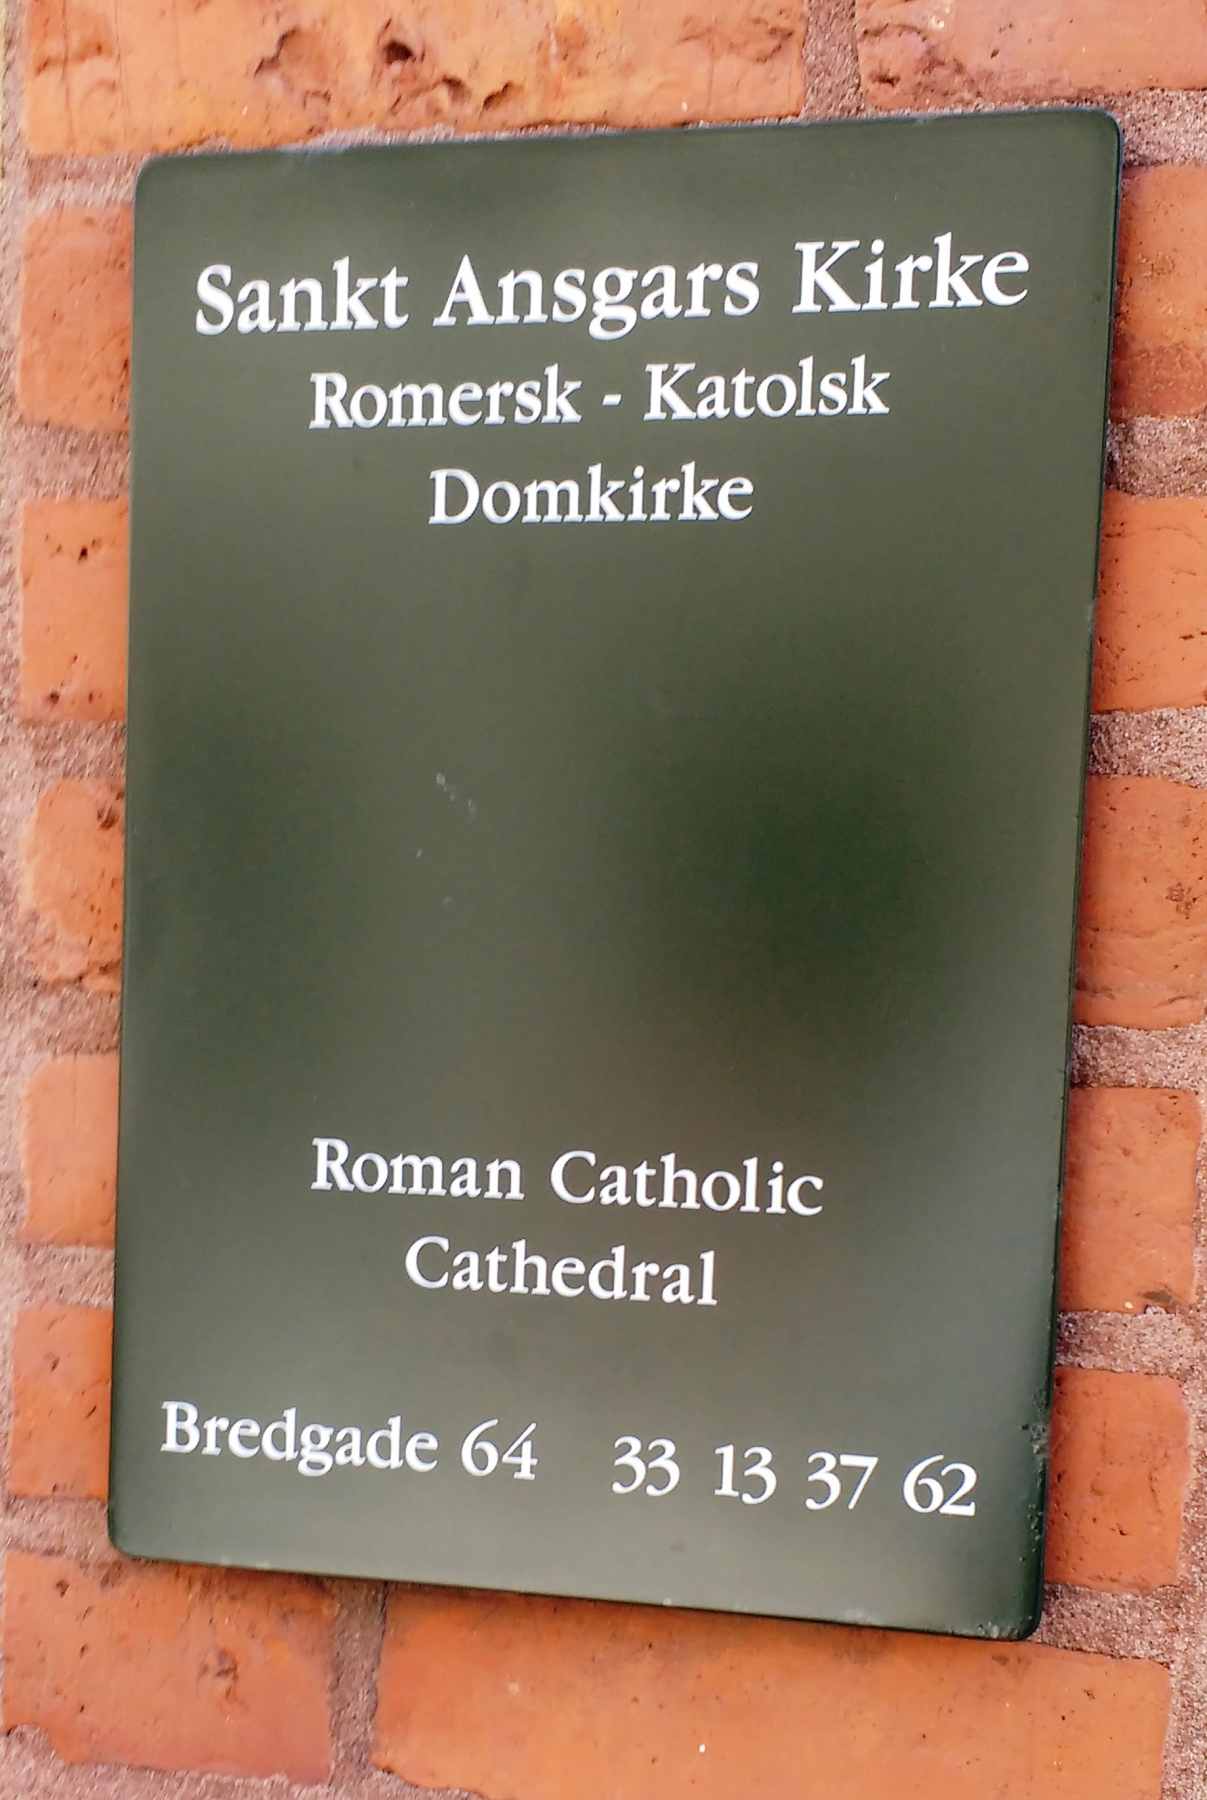 Sankt Ansgars Kirke
Romersk - Katolsk
Domkirke
Roman Catholic
Cathedral
Bredgade 64 33 13 37 62